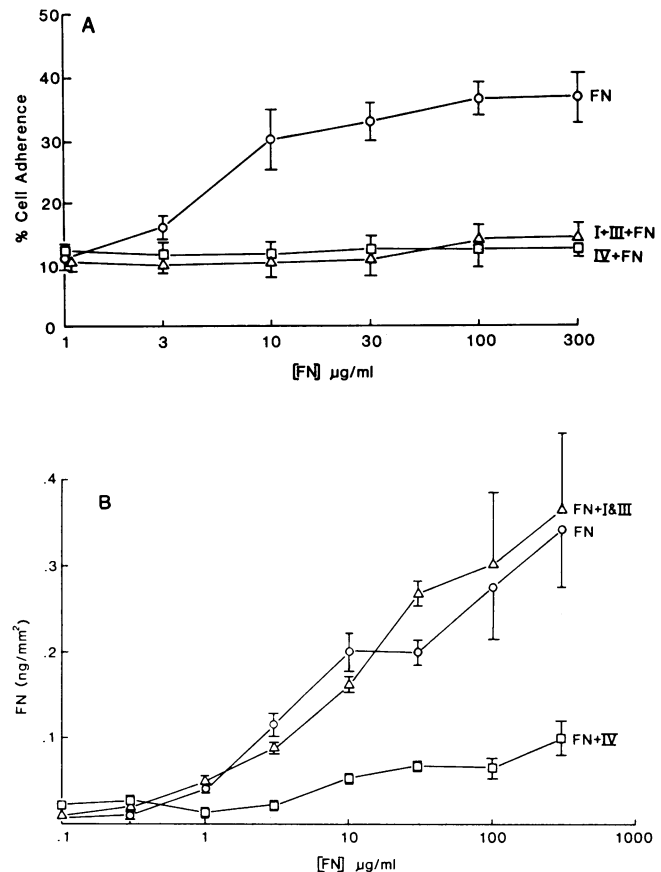 A
50
40
30
20
10
0
% Cell Adherence
FN
I+III+FN
IV+FN
1 3 10 30 100 300
[FN] µg/ml
B
.4
.3
.2
.1
FN (ng/mm²)
FN+I&III
FN
FN+IV
.1 1 10 100 1000
[FN] µg/ml